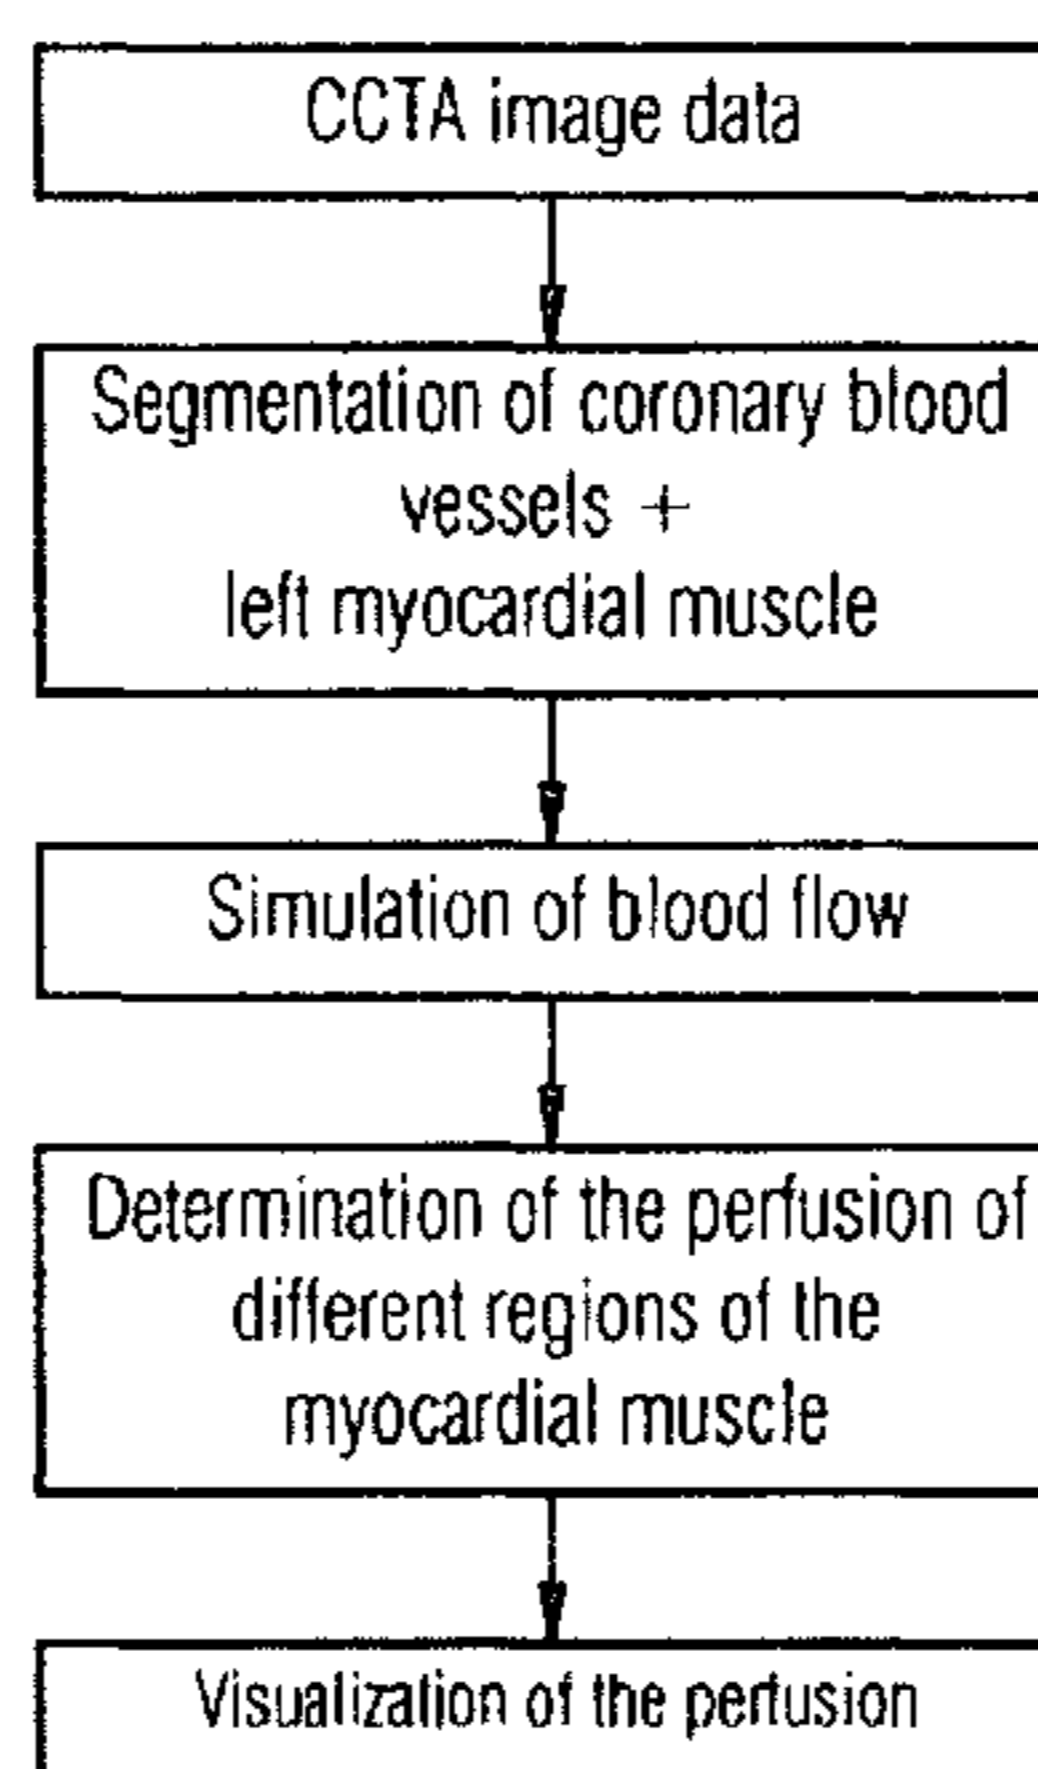 CCTA image data
Segmentation of coronary blood
vessels +
left myocardial muscle
Simulation of blood flow
Determination of the perfusion of
different regions of the
myocardial muscle
Visualization of the perfusion